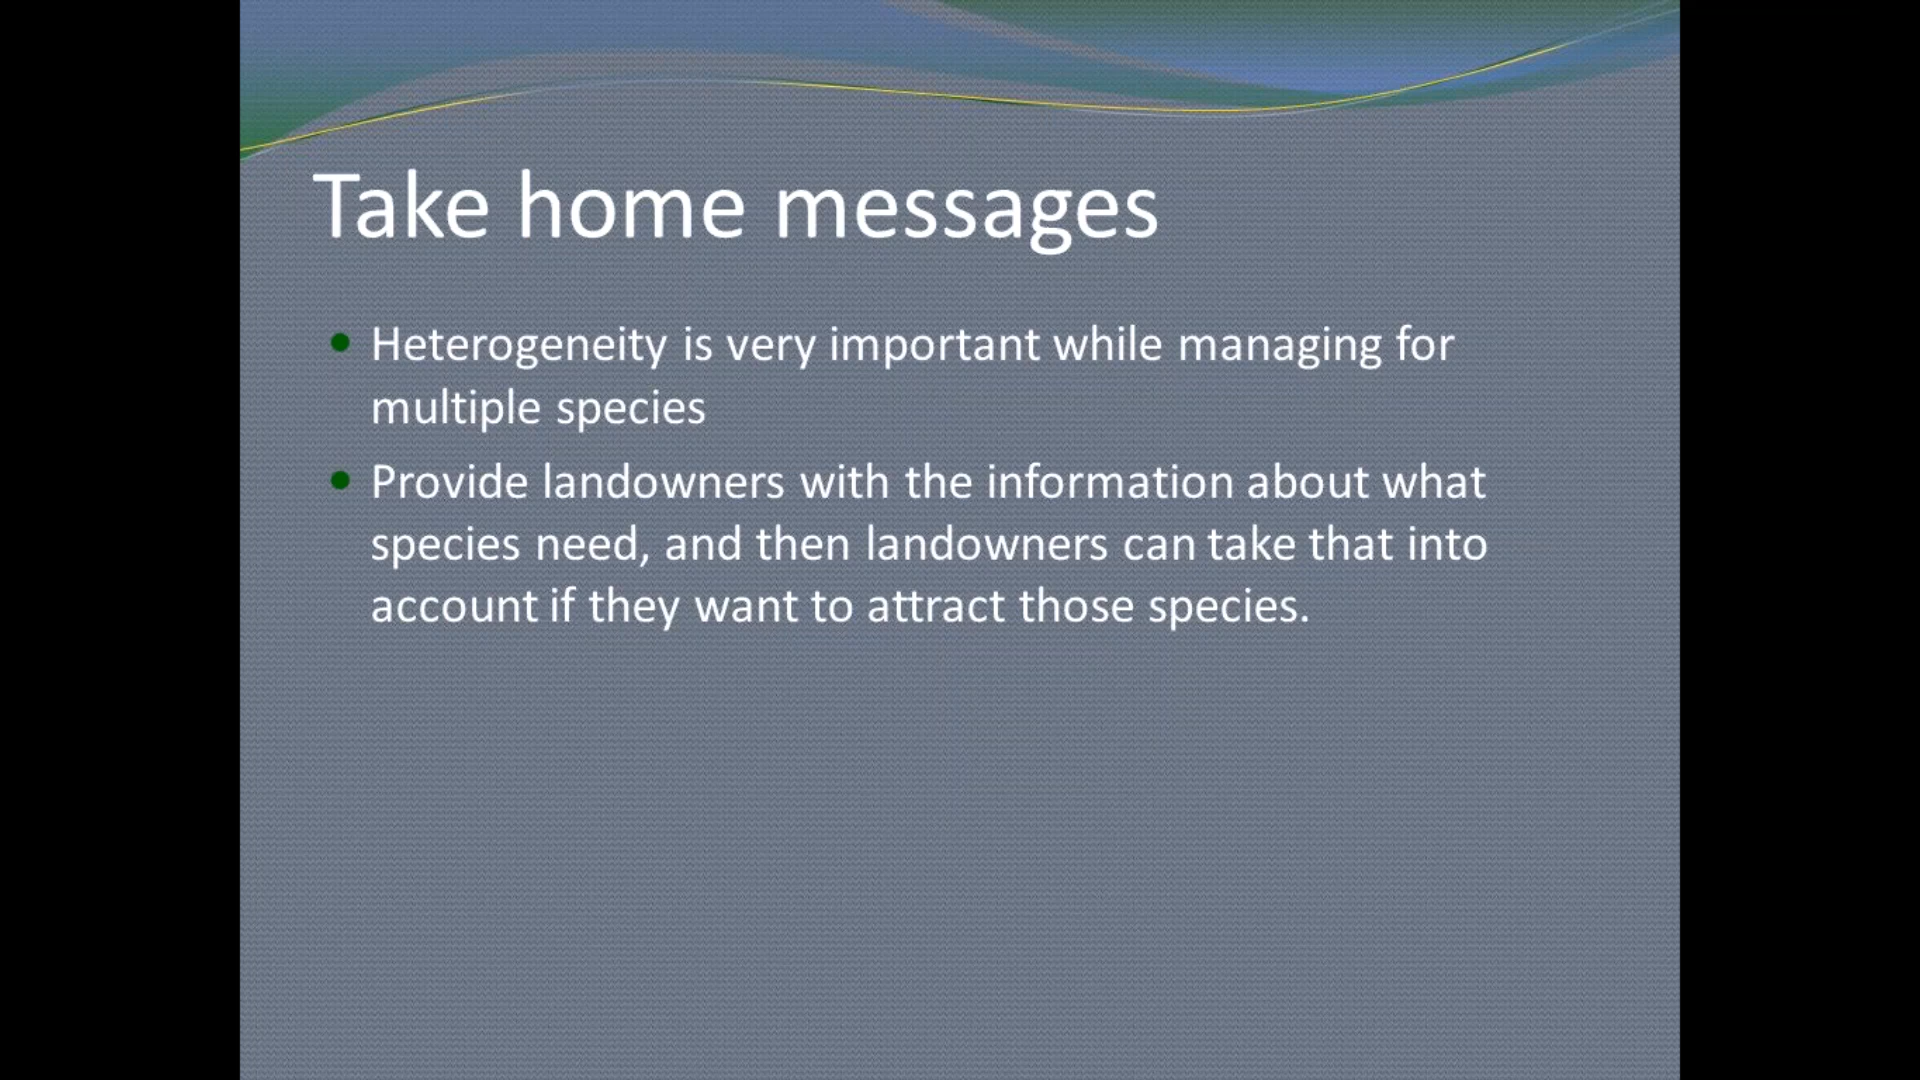 Take home messages
Heterogeneity is very important while managing for
multiple species
Provide landowners with the information about what
species need, and then landowners can take that into
account if they want to attract those species.